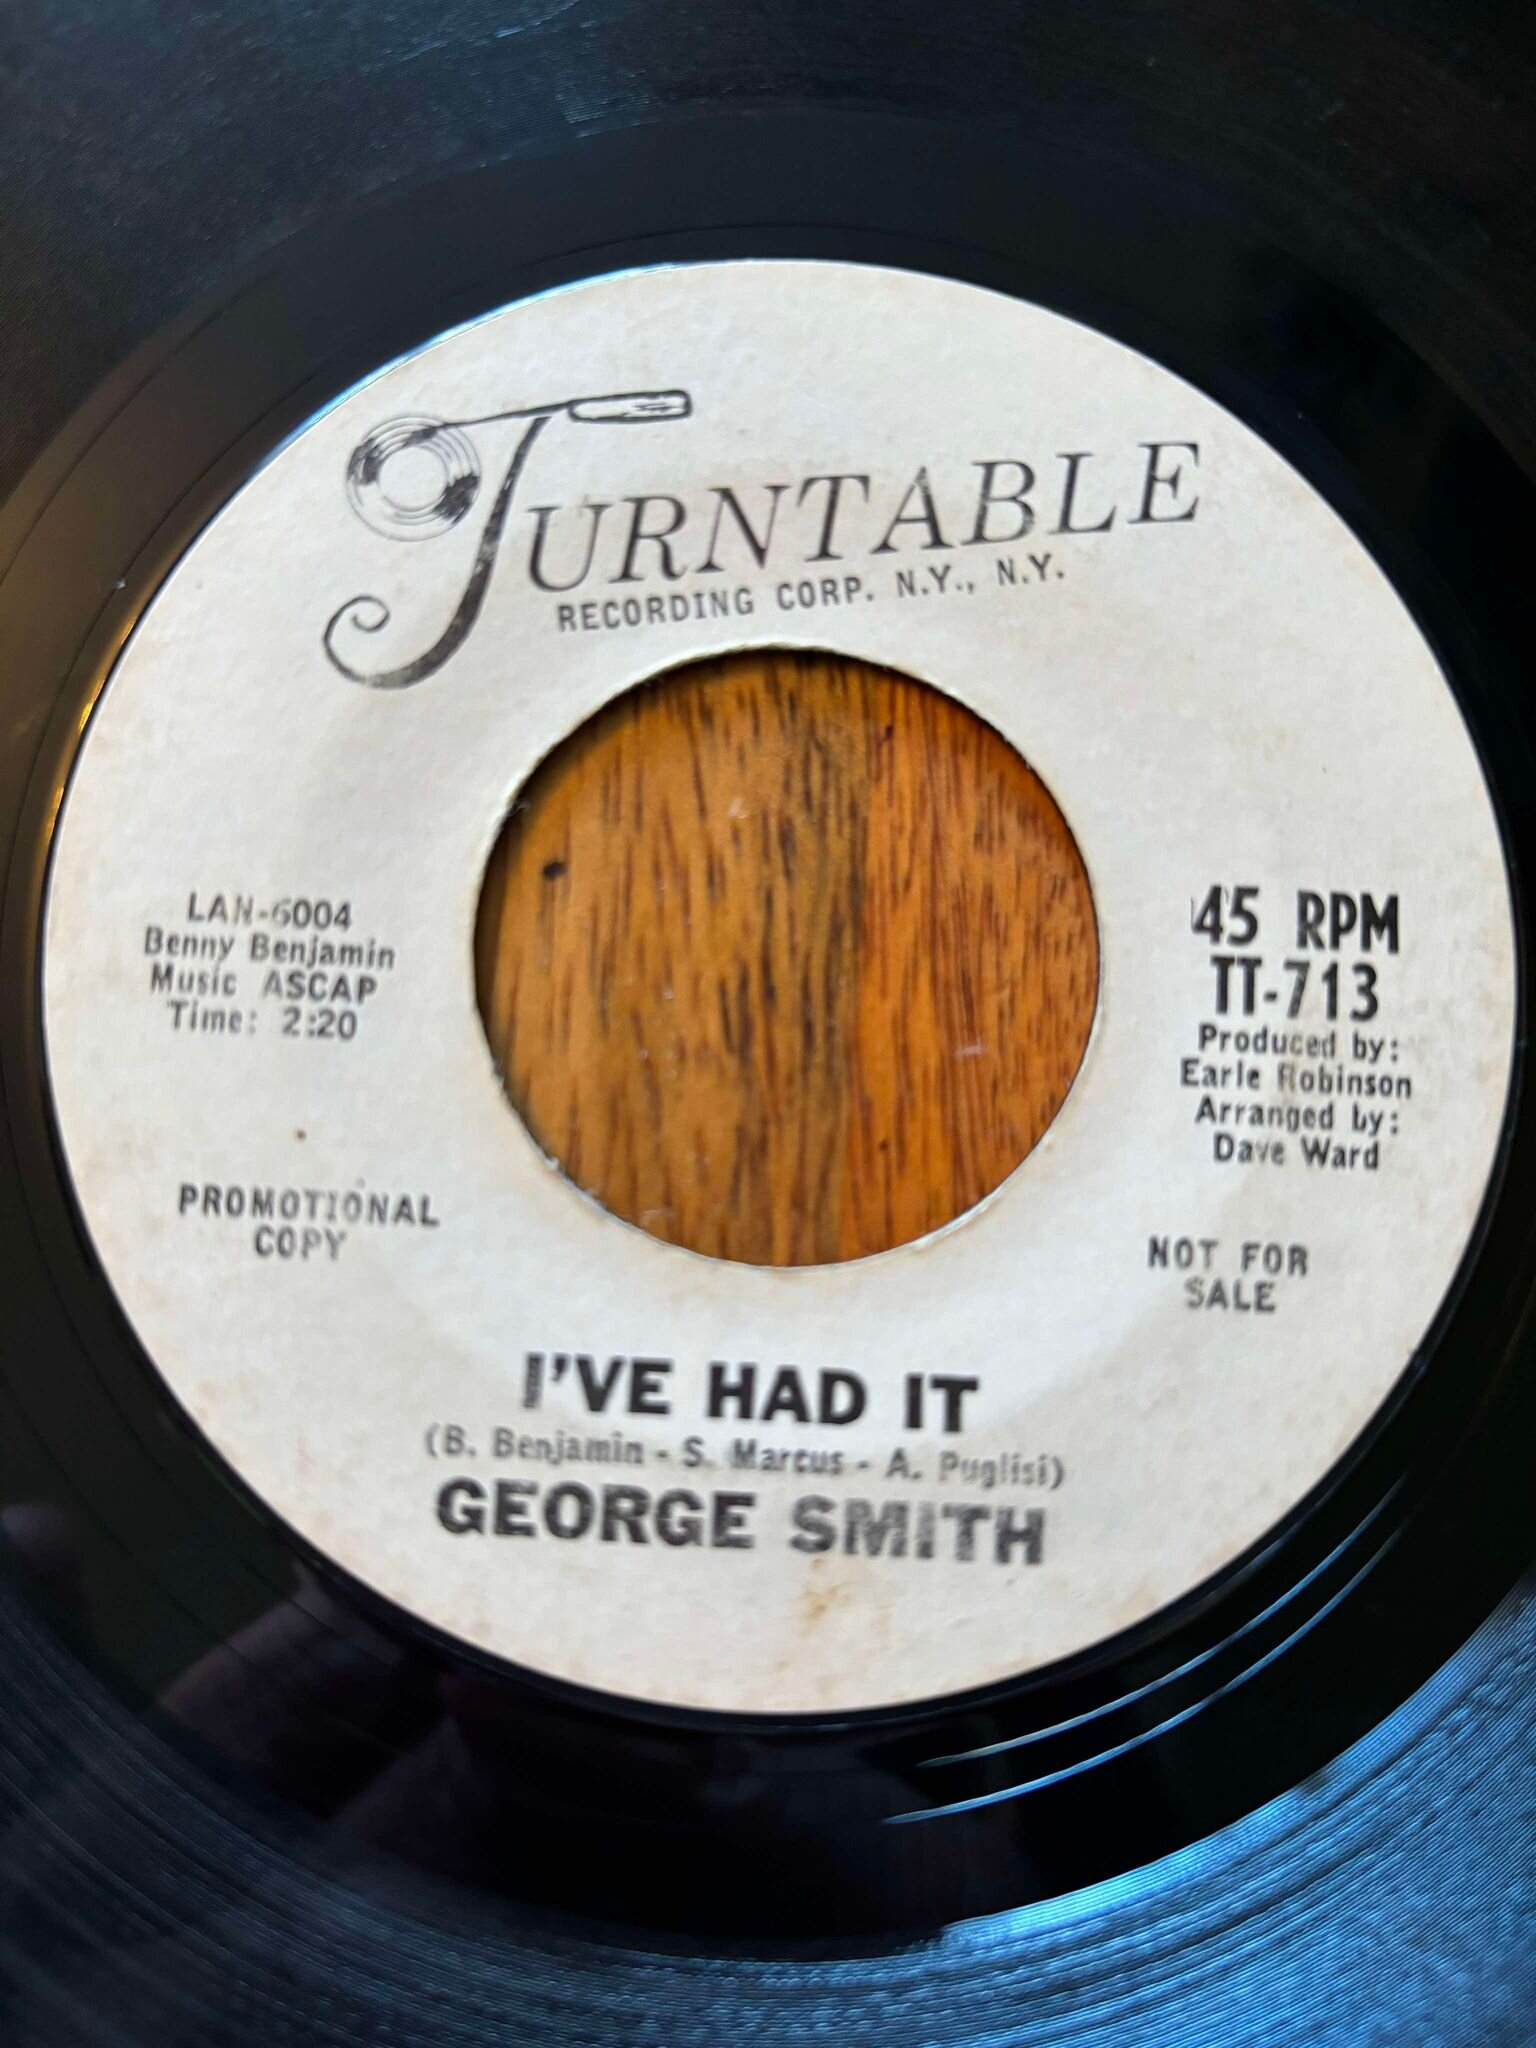 TURNTABLE
RECORDING CORP. N.Y., N.Y.
LAN-6004
Benny Benjamin
Music ASCAP
Time: 2:20
45 RPM
TT-713
Produced by:
Earle Robinson
Arranged by:
Dave Ward
PROMOTIONAL
COPY
NOT FOR
SALE
I'VE HAD IT
(B. Benjamin - S. Marcus - A. Puglisi)
GEORGE SMITH